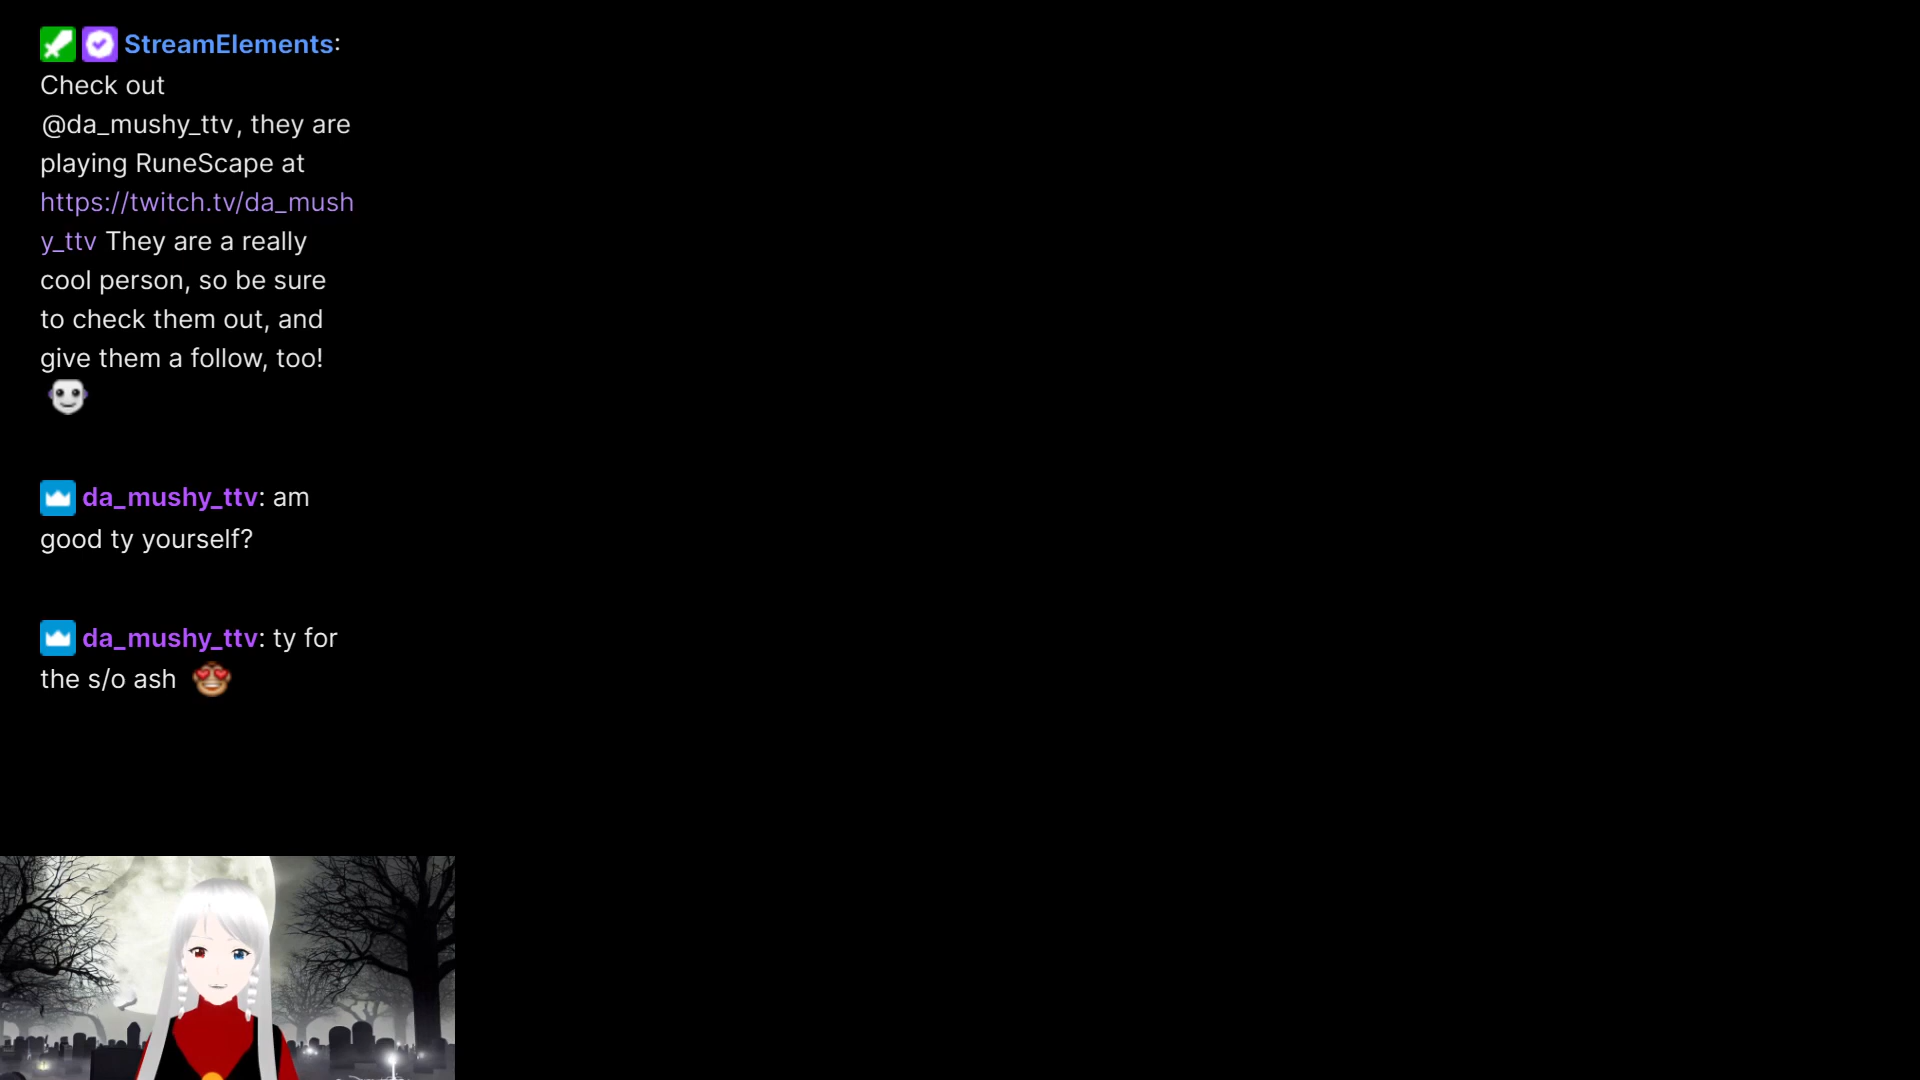 StreamElements:
Check out
@da_mushy_ttv, they are
playing RuneScape at
https://twitch.tv/da_mush
y_ttv They are a really
cool person, so be sure
to check them out, and
give them a follow, too!
da_mushy_ttv: am
good ty yourself?
da_mushy_ttv: ty for
the s/o ash